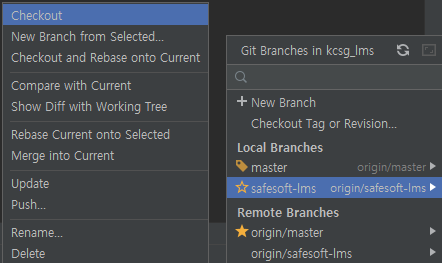 Checkout
New Branch from Selected...
Checkout and Rebase onto Current
Compare with Current
Show Diff with Working Tree
Rebase Current onto Selected
Merge into Current
Update
Push...
Rename...
Delete
Git Branches in kcsg_lms
New Branch
Checkout Tag or Revision...
Local Branches
master origin/master
safesoft-lms origin/safesoft-lms
Remote Branches
origin/master
origin/safesoft-lms